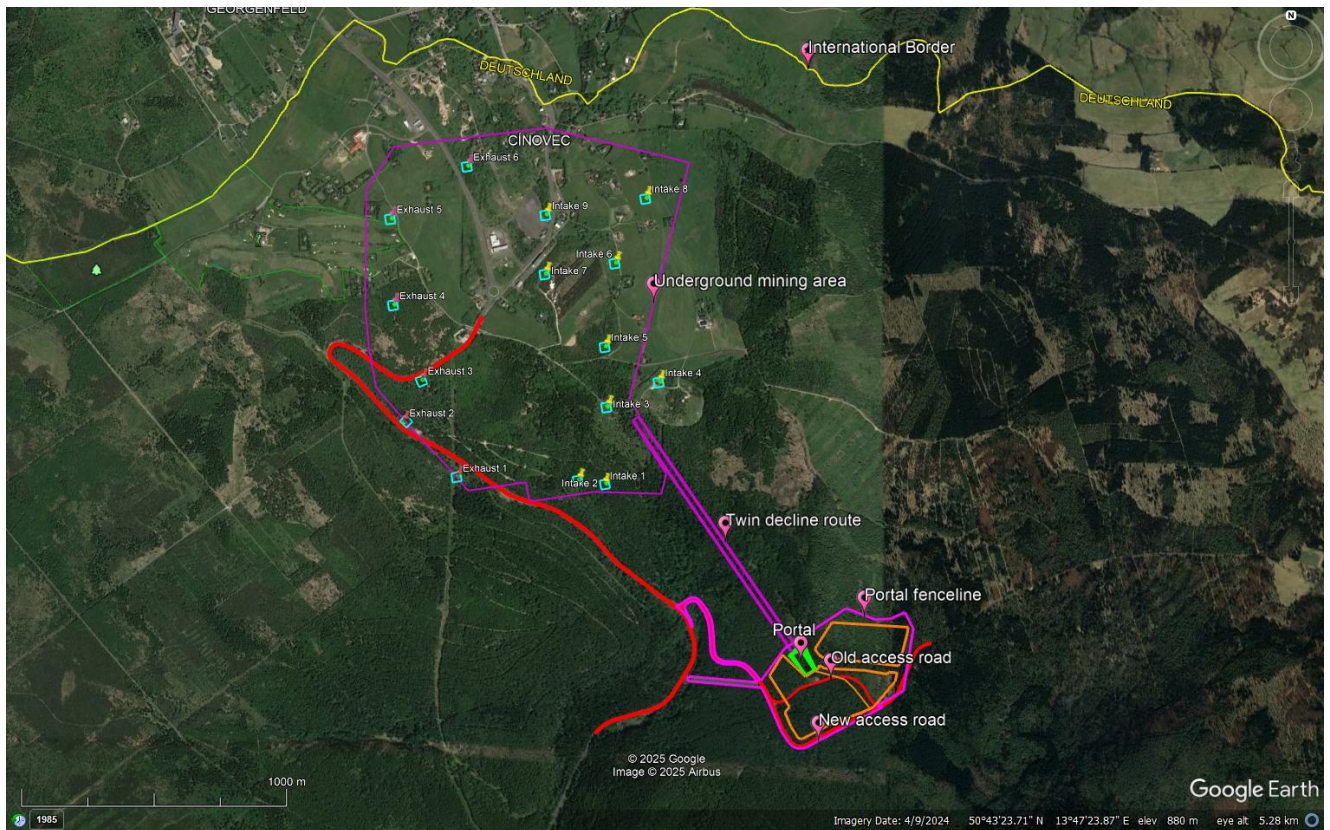 GEORGENFELD
N
International Border
DEUTSCHLAND
DEUTSCHLAND
CÍNOVEC
Exhaust 6
Intake 8
Intake 9
Exhaust 5
Intake 6
Intake 7
Underground mining area
Exhaust 4
Intake 5
Exhaust 3
Intake 4
Intake 3
Exhaust 2
Exhaust 1
Intake 1
Intake 2
Twin decline route
Portal fenceline
Portal
Old access road
New access road
© 2025 Google
Image © 2025 Airbus
1000 m
Google Earth
1985
Imagery Date: 4/9/2024 50°43'23.71" N 13°47'23.87" E elev 880 m eye alt 5.28 km